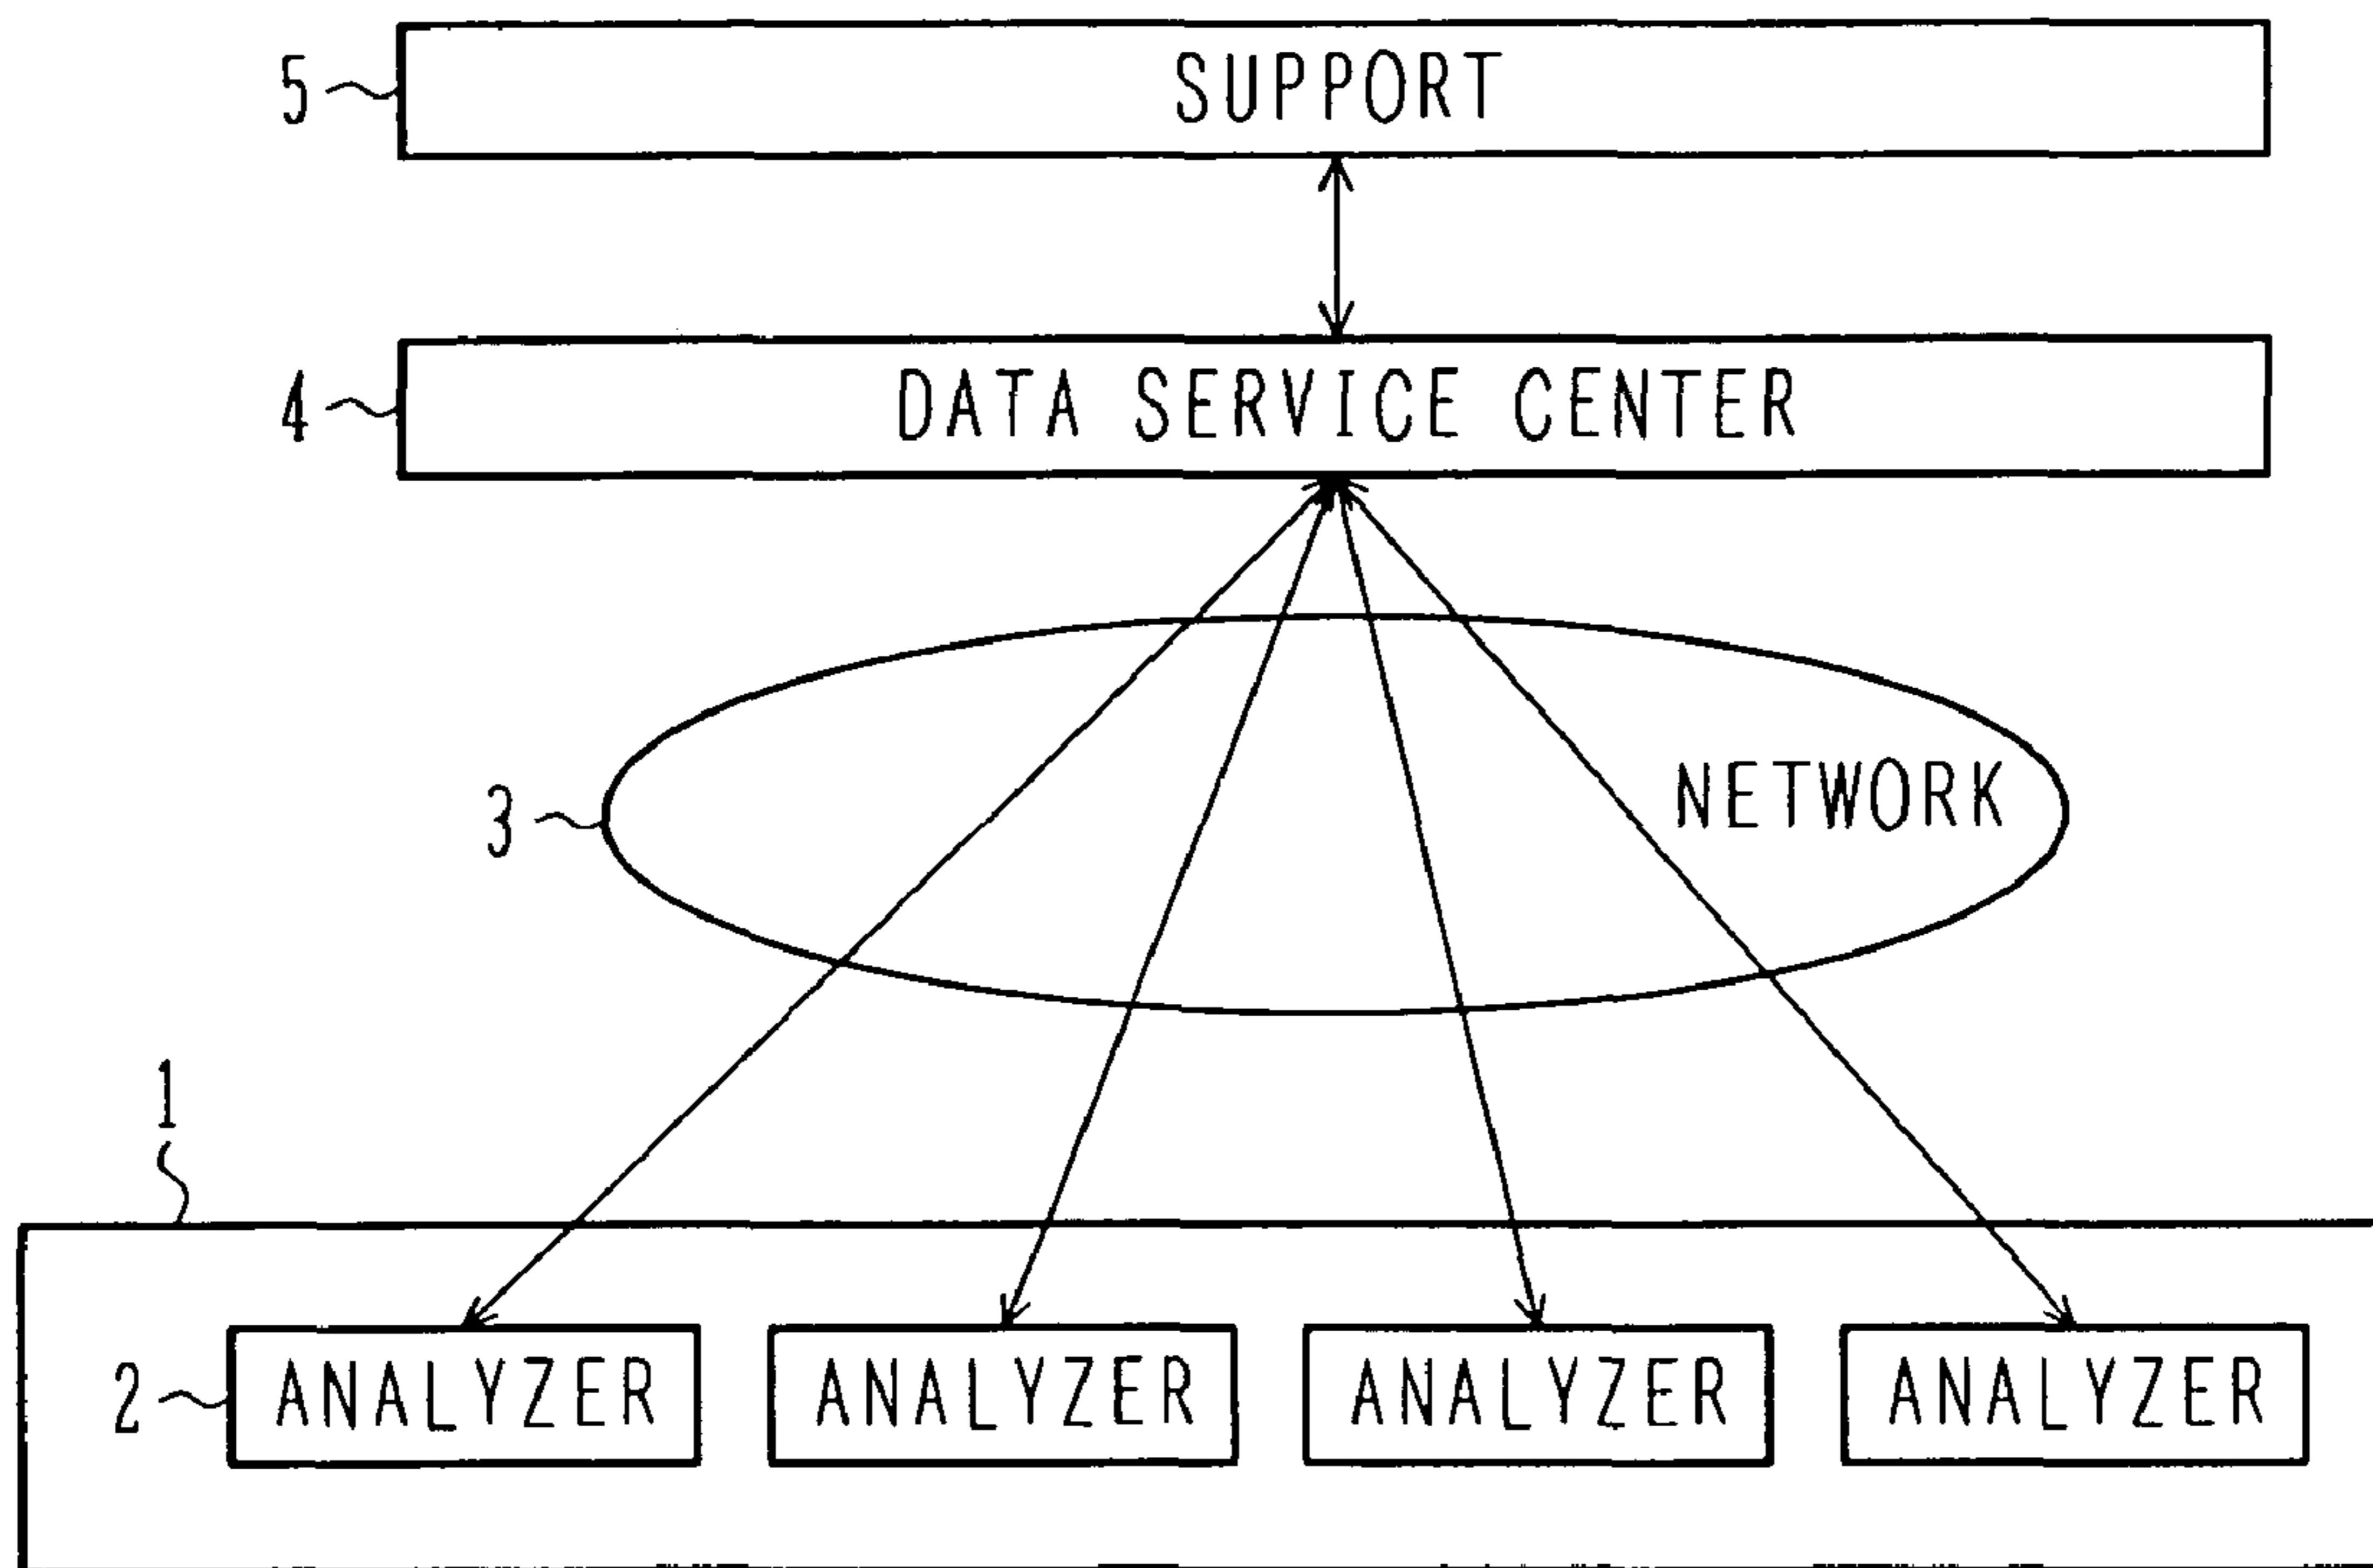 5 SUPPORT
4 DATA SERVICE CENTER
NETWORK
3
1
2 ANALYZER ANALYZER ANALYZER ANALYZER